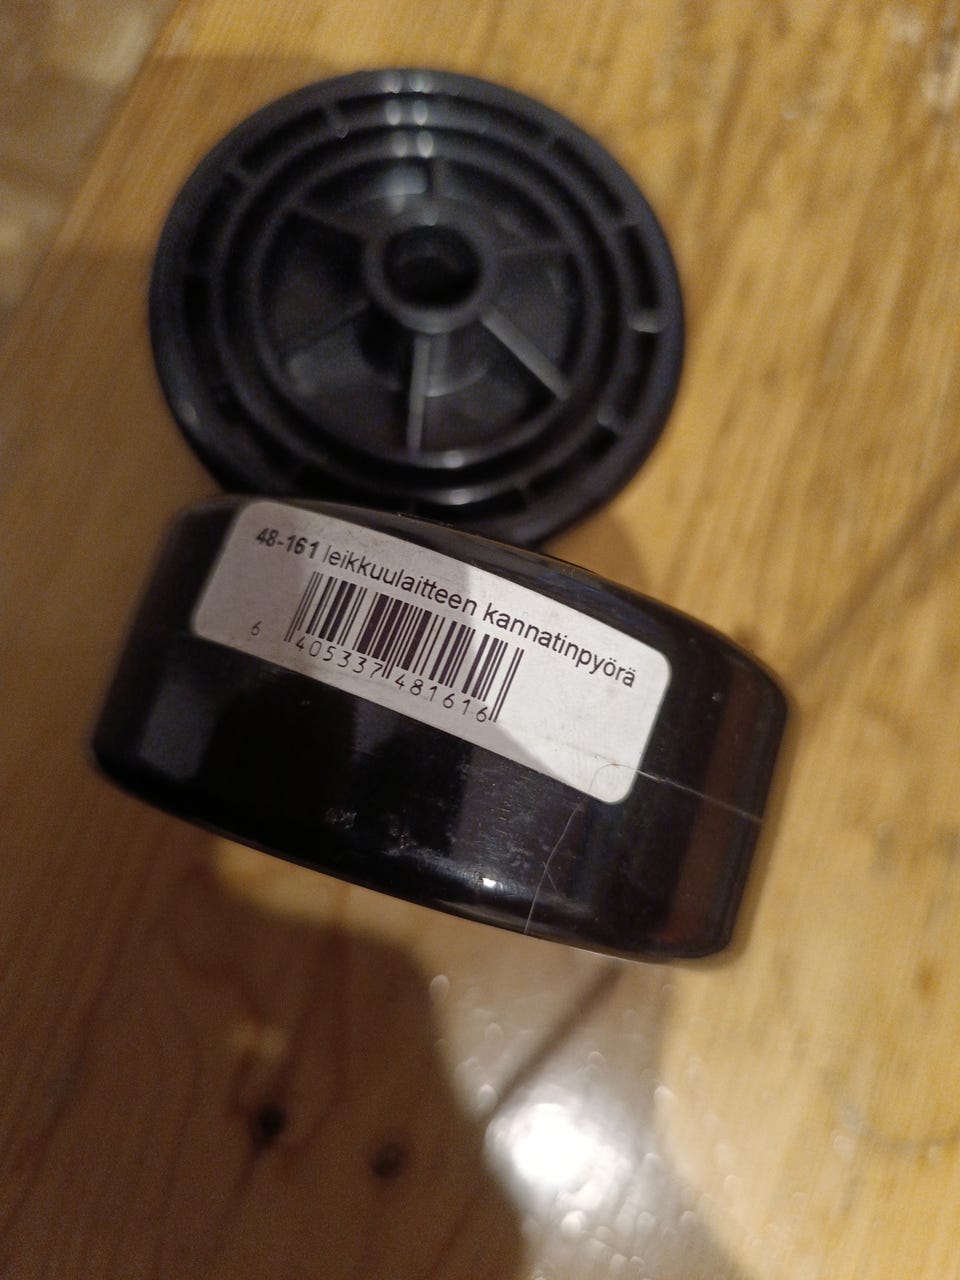 48-161 leikkuulaitteen kannatinpyörä
6 405337 481616